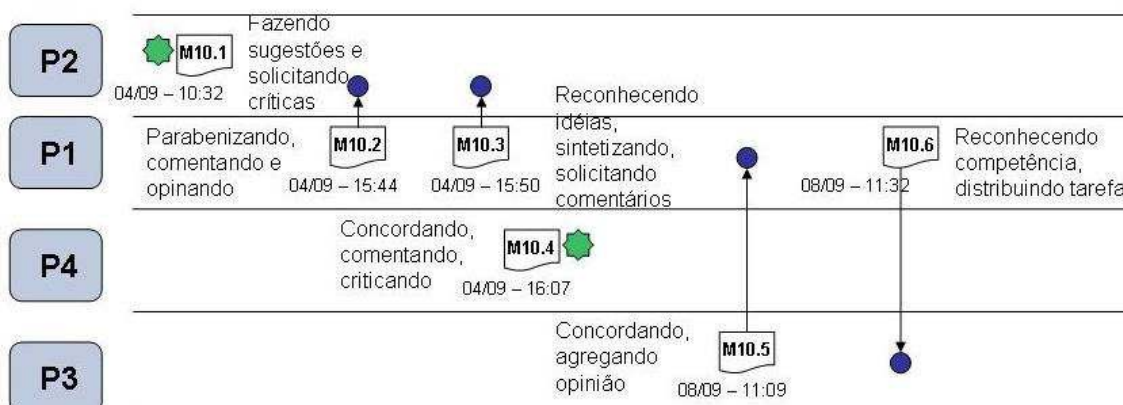 P2
M10.1
04/09 – 10:32
Fazendo
sugestões e
solicitando
críticas
P1
Parabenizando,
comentando e
opinando
M10.2
04/09 – 15:44
M10.3
04/09 – 15:50
Reconhecendo
idéias,
sintetizando,
solicitando
comentários
M10.6
08/09 – 11:32
Reconhecendo
competência,
distribuindo tarefa
P4
Concordando,
comentando,
criticando
M10.4
04/09 – 16:07
P3
Concordando,
agregando
opinião
M10.5
08/09 – 11:09